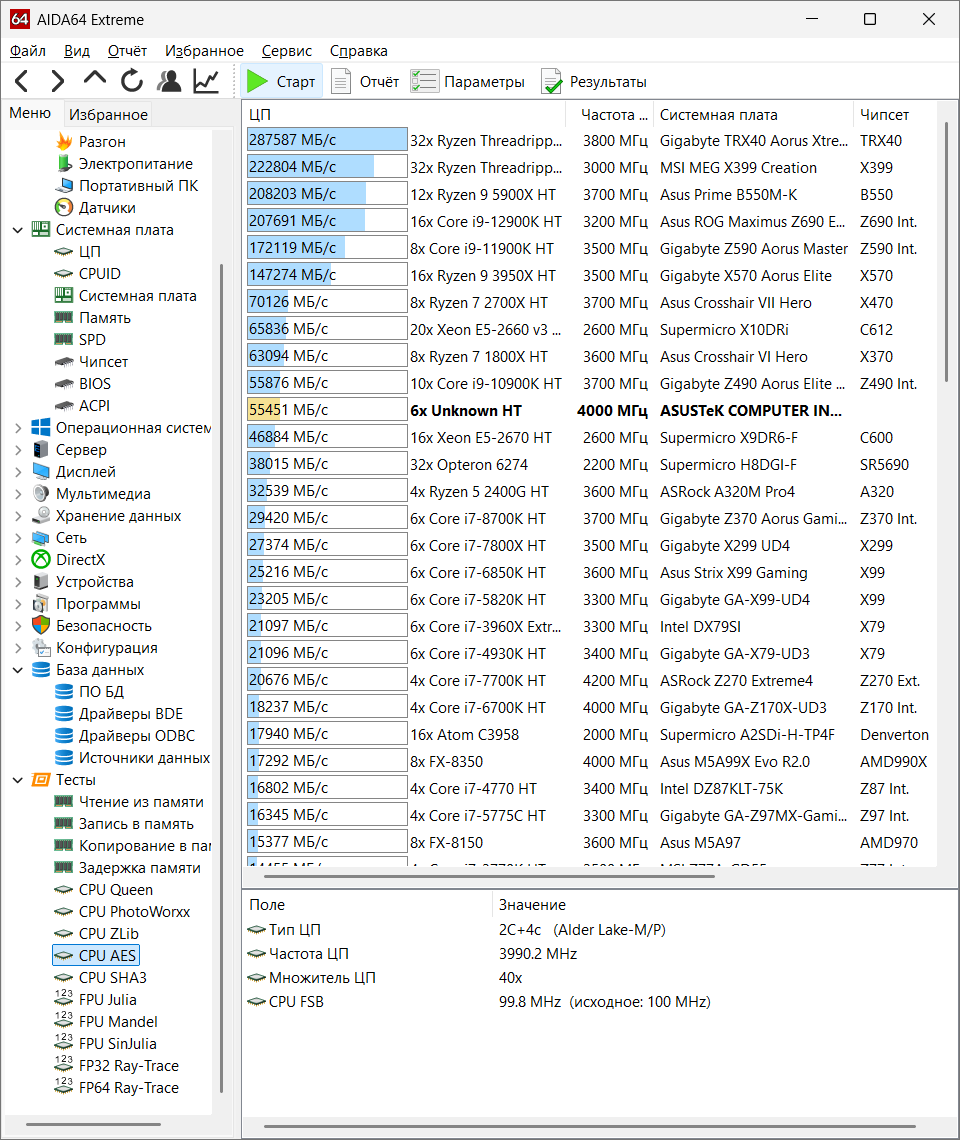 64 AIDA64 Extreme
Файл Вид Отчёт Избранное Сервис Справка
Старт Отчёт Параметры Результаты
Меню Избранное
Разгон
Электропитание
Портативный ПК
Датчики
Системная плата
ЦП
CPUID
Системная плата
Память
SPD
Чипсет
BIOS
ACPI
Операционная систем
Сервер
Дисплей
Мультимедиа
Хранение данных
Сеть
DirectX
Устройства
Программы
Безопасность
Конфигурация
База данных
ПО БД
Драйверы BDE
Драйверы ODBC
Источники данных
Тесты
Чтение из памяти
Запись в память
Копирование в па
Задержка памяти
CPU Queen
CPU PhotoWorxx
CPU ZLib
CPU AES
CPU SHA3
123 FPU Julia
123 FPU Mandel
123 FPU SinJulia
123 FP32 Ray-Trace
123 FP64 Ray-Trace
ЦП Частота ... Системная плата Чипсет
287587 МБ/с 32x Ryzen Threadripp... 3800 МГц Gigabyte TRX40 Aorus Xtre... TRX40
222804 МБ/с 32x Ryzen Threadripp... 3000 МГц MSI MEG X399 Creation X399
208203 МБ/с 12x Ryzen 9 5900X HT 3700 МГц Asus Prime B550M-K B550
207691 МБ/с 16x Core i9-12900K HT 3200 МГц Asus ROG Maximus Z690 E... Z690 Int.
172119 МБ/с 8x Core i9-11900K HT 3500 МГц Gigabyte Z590 Aorus Master Z590 Int.
147274 МБ/с 16x Ryzen 9 3950X HT 3500 МГц Gigabyte X570 Aorus Elite X570
70126 МБ/с 8x Ryzen 7 2700X HT 3700 МГц Asus Crosshair VII Hero X470
65836 МБ/с 20x Xeon E5-2660 v3 ... 2600 МГц Supermicro X10DRi C612
63094 МБ/с 8x Ryzen 7 1800X HT 3600 МГц Asus Crosshair VI Hero X370
55876 МБ/с 10x Core i9-10900K HT 3700 МГц Gigabyte Z490 Aorus Elite ... Z490 Int.
55451 МБ/с 6x Unknown HT 4000 МГц ASUSTeK COMPUTER IN...
46884 МБ/с 16x Xeon E5-2670 HT 2600 МГц Supermicro X9DR6-F C600
38015 МБ/с 32x Opteron 6274 2200 МГц Supermicro H8DGI-F SR5690
32539 МБ/с 4x Ryzen 5 2400G HT 3600 МГц ASRock A320M Pro4 A320
29420 МБ/с 6x Core i7-8700K HT 3700 МГц Gigabyte Z370 Aorus Gami... Z370 Int.
27374 МБ/с 6x Core i7-7800X HT 3500 МГц Gigabyte X299 UD4 X299
25216 МБ/с 6x Core i7-6850K HT 3600 МГц Asus Strix X99 Gaming X99
23205 МБ/с 6x Core i7-5820K HT 3300 МГц Gigabyte GA-X99-UD4 X99
21097 МБ/с 6x Core i7-3960X Extr... 3300 МГц Intel DX79SI X79
21096 МБ/с 6x Core i7-4930K HT 3400 МГц Gigabyte GA-X79-UD3 X79
20676 МБ/с 4x Core i7-7700K HT 4200 МГц ASRock Z270 Extreme4 Z270 Ext.
18237 МБ/с 4x Core i7-6700K HT 4000 МГц Gigabyte GA-Z170X-UD3 Z170 Int.
17940 МБ/с 16x Atom C3958 2000 МГц Supermicro A2SDi-H-TP4F Denverton
17292 МБ/с 8x FX-8350 4000 МГц Asus M5A99X Evo R2.0 AMD990X
16802 МБ/с 4x Core i7-4770 HT 3400 МГц Intel DZ87KLT-75K Z87 Int.
16345 МБ/с 4x Core i7-5775C HT 3300 МГц Gigabyte GA-Z97MX-Gami... Z97 Int.
15377 МБ/с 8x FX-8150 3600 МГц Asus M5A97 AMD970
Поле Значение
Тип ЦП 2C+4c (Alder Lake-M/P)
Частота ЦП 3990.2 MHz
Множитель ЦП 40x
CPU FSB 99.8 MHz (исходное: 100 MHz)